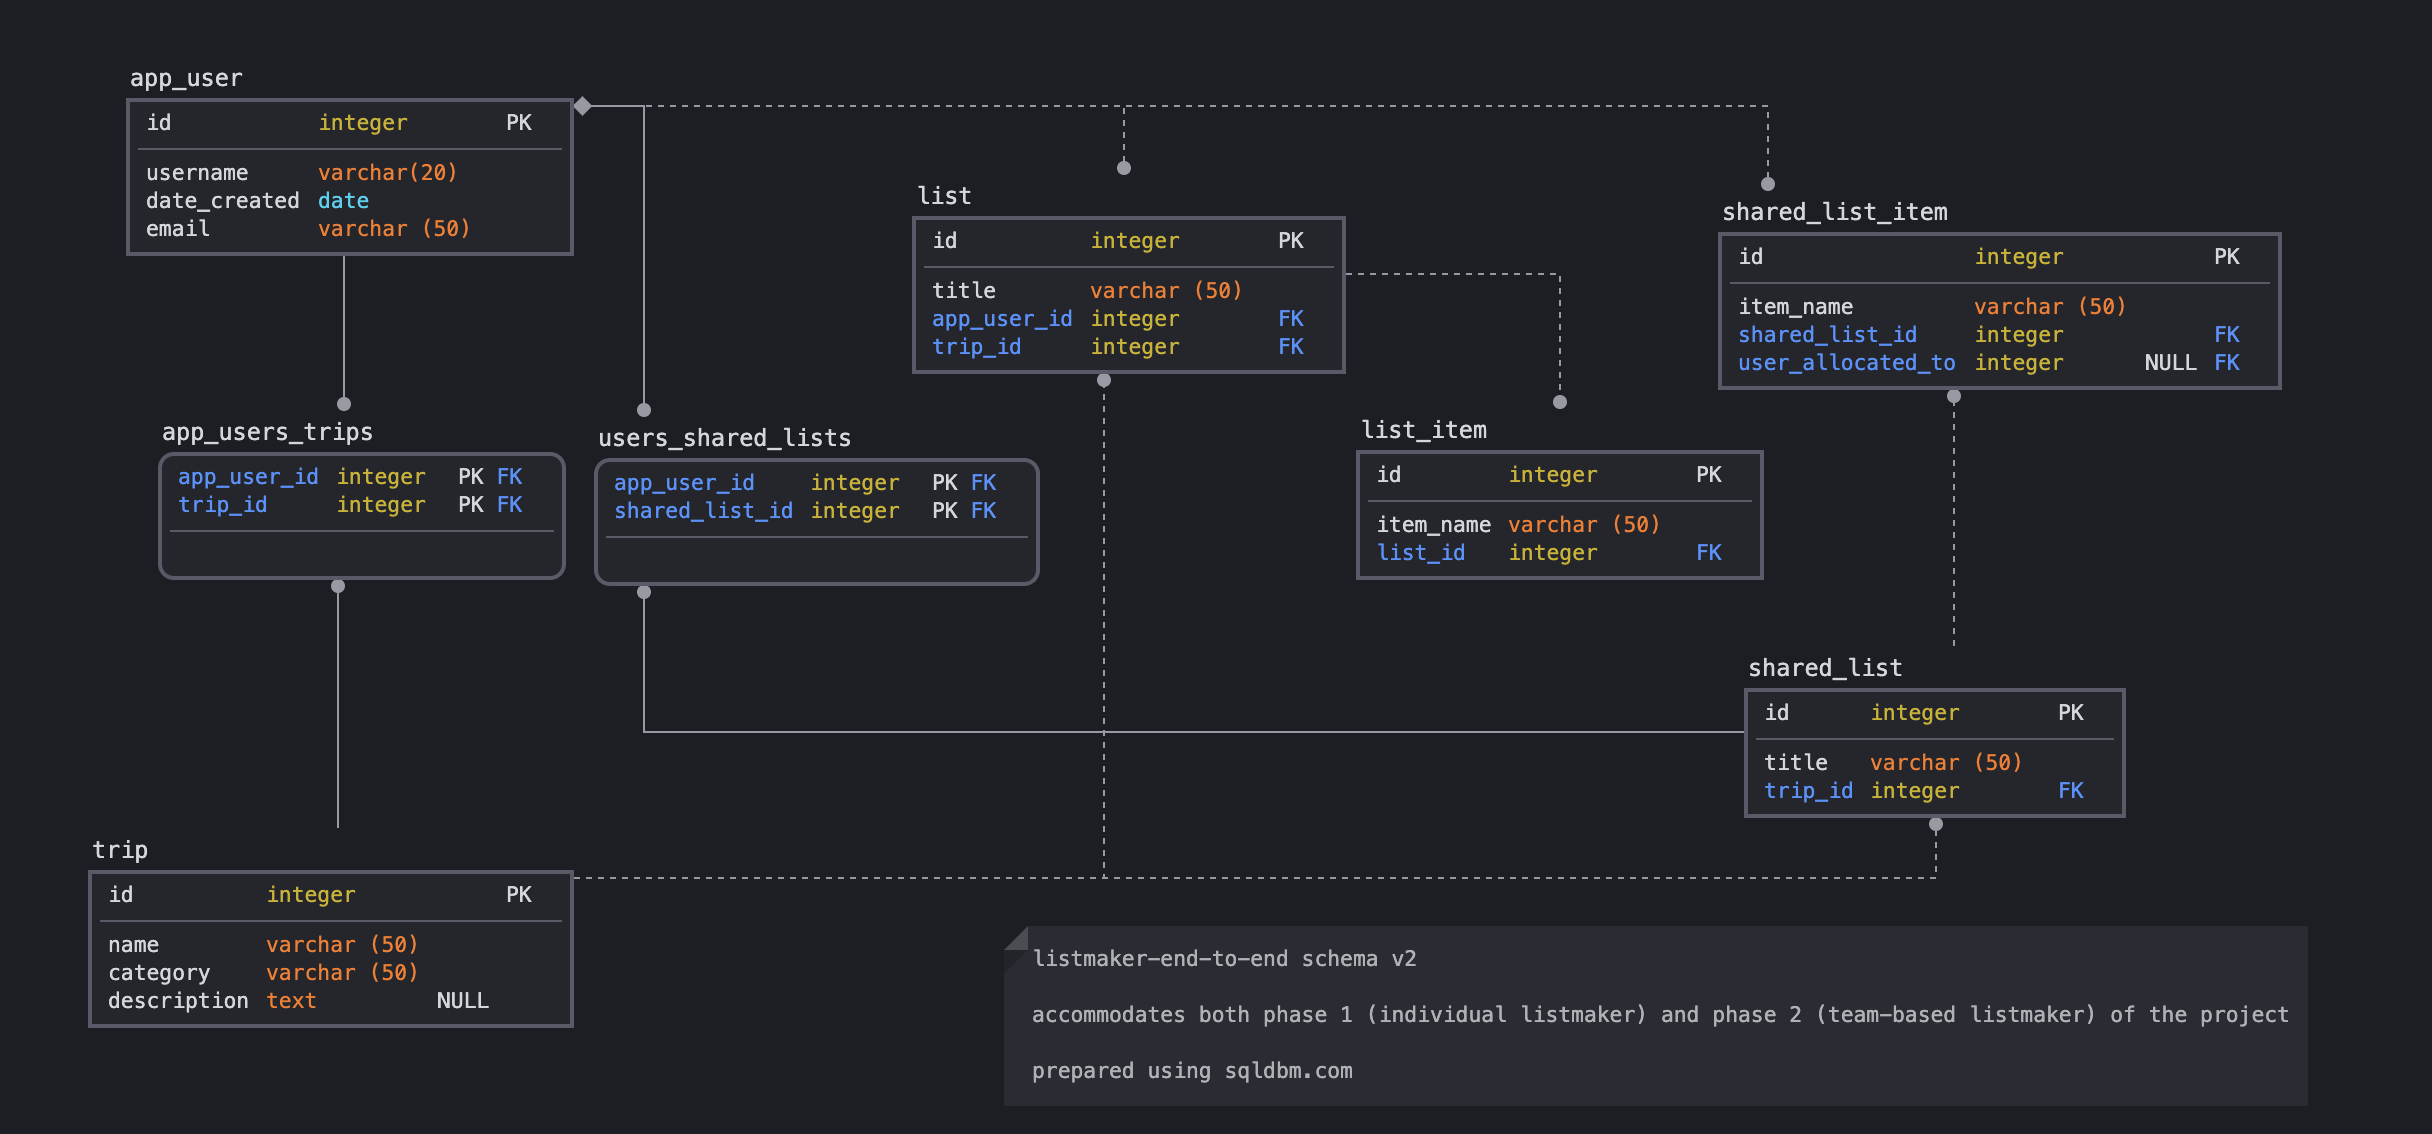 app_user
id integer PK
username varchar(20)
date_created date
email varchar (50)
list
id integer PK
title varchar (50)
app_user_id integer FK
trip_id integer FK
shared_list_item
id integer PK
item_name varchar (50)
shared_list_id integer FK
user_allocated_to integer NULL FK
app_users_trips
app_user_id integer PK FK
trip_id integer PK FK
users_shared_lists
app_user_id integer PK FK
shared_list_id integer PK FK
list_item
id integer PK
item_name varchar (50)
list_id integer FK
shared_list
id integer PK
title varchar (50)
trip_id integer FK
trip
id integer PK
name varchar (50)
category varchar (50)
description text NULL
listmaker-end-to-end schema v2
accommodates both phase 1 (individual listmaker) and phase 2 (team-based listmaker) of the project
prepared using sqldbm.com